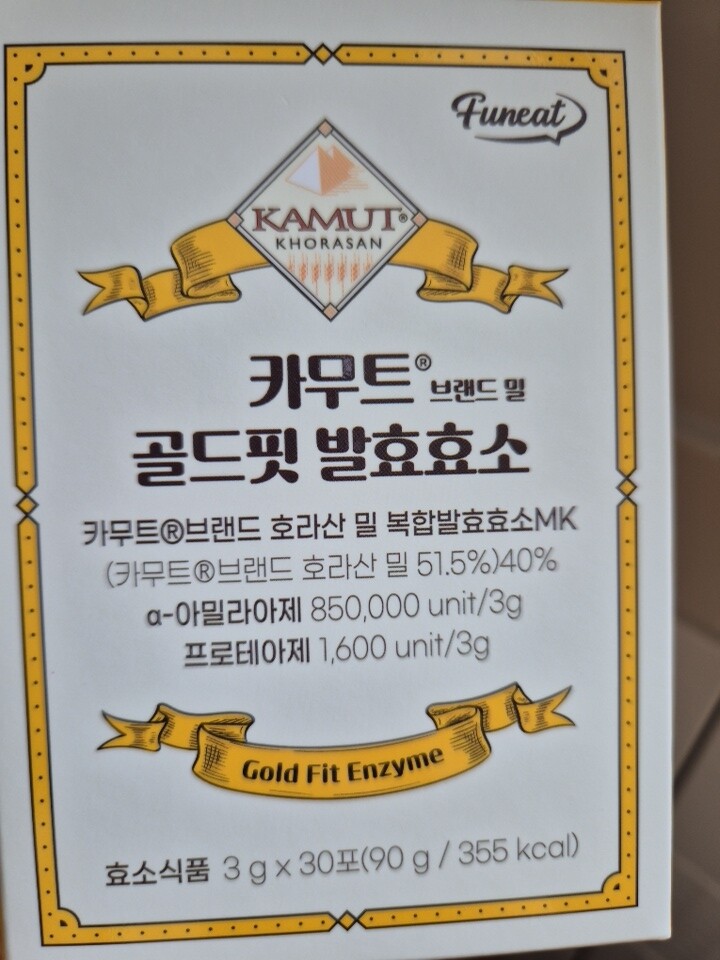 Funeat
KAMUT®
KHORASAN
카무트® 브랜드 밀
골드핏 발효효소
카무트®브랜드 호라산 밀 복합발효효소MK
(카무트®브랜드 호라산 밀 51.5%)40%
α-아밀라아제 850,000 unit/3g
프로테아제 1,600 unit/3g
Gold Fit Enzyme
효소식품 3 g x 30포(90 g / 355 kcal)